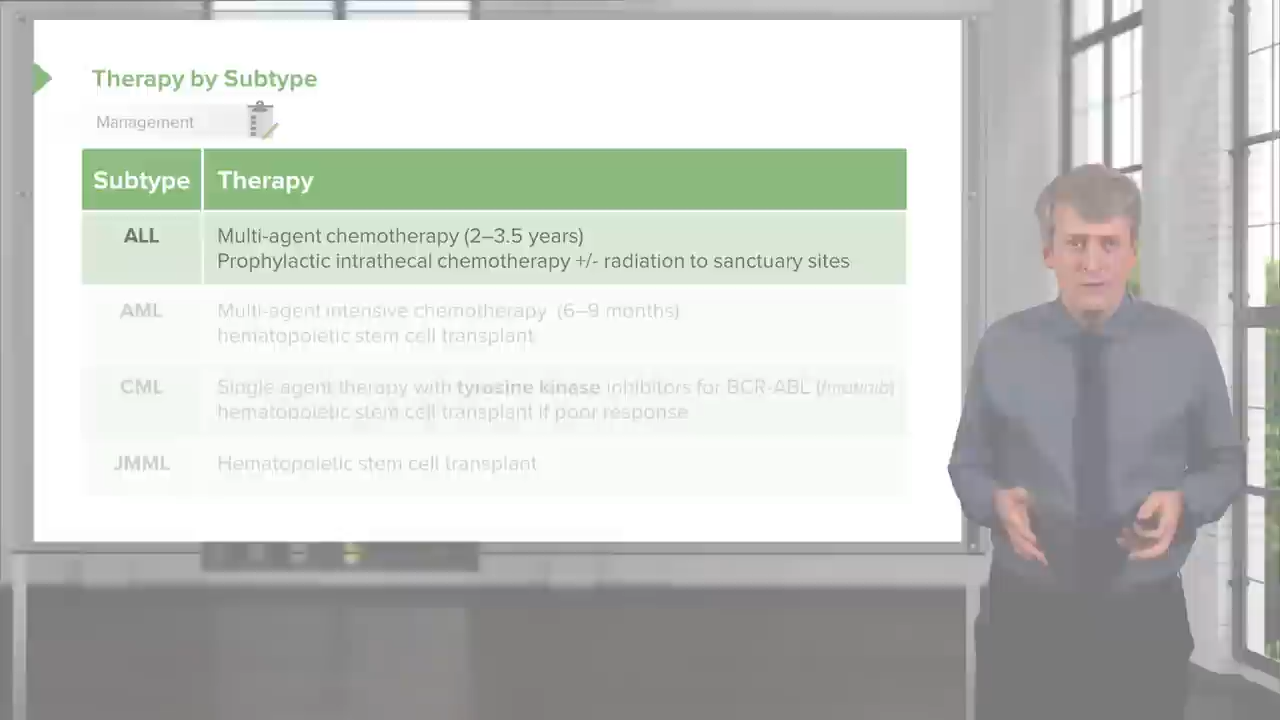 Therapy by Subtype
Management
Subtype Therapy
ALL Multi-agent chemotherapy (2–3.5 years)
Prophylactic intrathecal chemotherapy +/- radiation to sanctuary sites
AML Multi-agent intensive chemotherapy (6–9 months)
hematopoietic stem cell transplant
CML Single agent therapy with tyrosine kinase inhibitors for BCR-ABL (Imatinib)
hematopoietic stem cell transplant if poor response
JMML Hematopoietic stem cell transplant